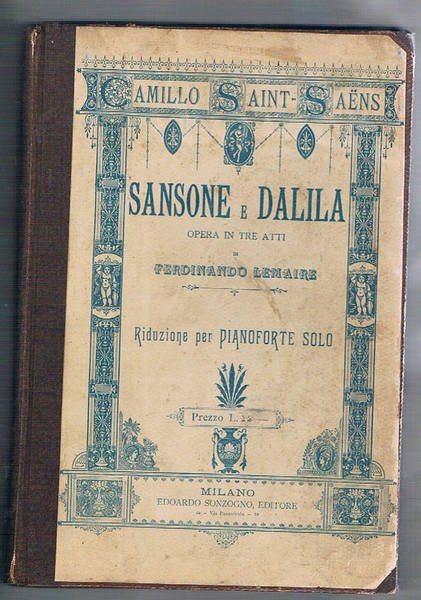 CAMILLO SAINT-SAËNS
SANSONE E DALILA
OPERA IN TRE ATTI
DI
FERDINANDO LEMAIRE
Riduzione per PIANOFORTE SOLO
Prezzo L.
MILANO
EDOARDO SONZOGNO, EDITORE
Via